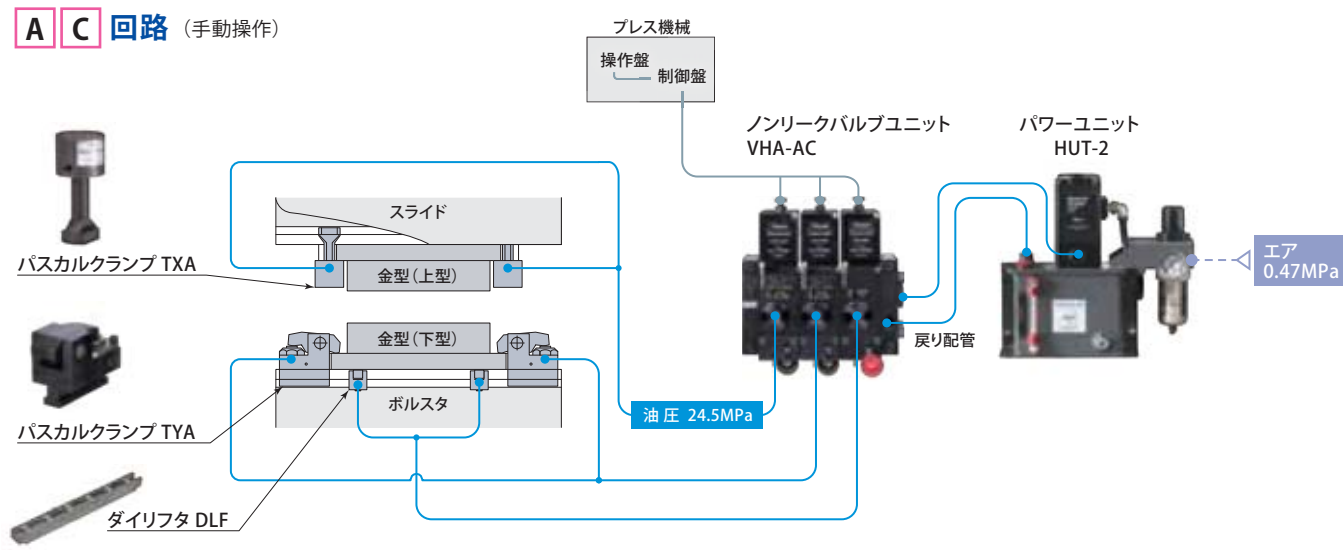 A C 回路 (手動操作)
プレス機械
操作盤
制御盤
ノンリークバルブユニット
VHA-AC
パワーユニット
HUT-2
スライド
パスカルクランプ TXA
金型(上型)
エア
0.47MPa
金型(下型)
戻り配管
ボルスタ
油圧 24.5MPa
パスカルクランプ TYA
ダイリフタ DLF